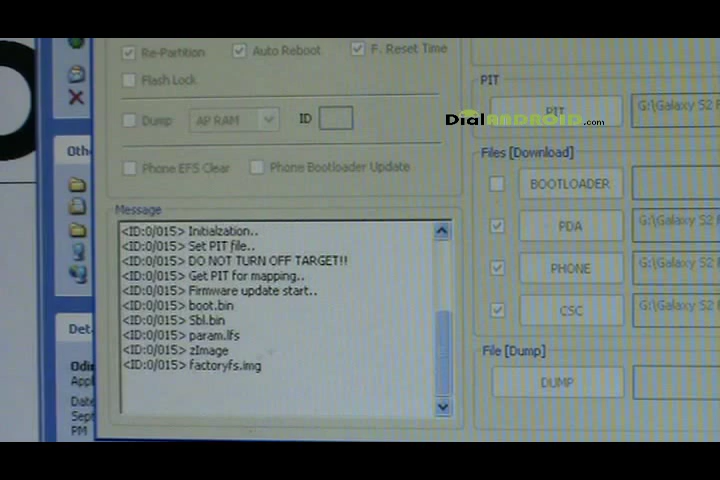 Re-Partition
Auto Reboot
F. Reset Time
Flash Lock
Dump
AP RAM
ID
Phone EFS Clear
Phone Bootloader Update
Message
<ID:0/015> Initialzation..
<ID:0/015> Set PIT file..
<ID:0/015> DO NOT TURN OFF TARGET!!
<ID:0/015> Get PIT for mapping..
<ID:0/015> Firmware update start..
<ID:0/015> boot.bin
<ID:0/015> Sbl.bin
<ID:0/015> param.lfs
<ID:0/015> zImage
<ID:0/015> factoryfs.img
PIT
PIT
G:\Galaxy S2
DialANDROID.com
Files [Download]
BOOTLOADER
PDA
G:\Galaxy S2
PHONE
G:\Galaxy S2
CSC
G:\Galaxy S2
File [Dump]
DUMP
Othe
Deta
Odin
Appl
Date
Sept
PM